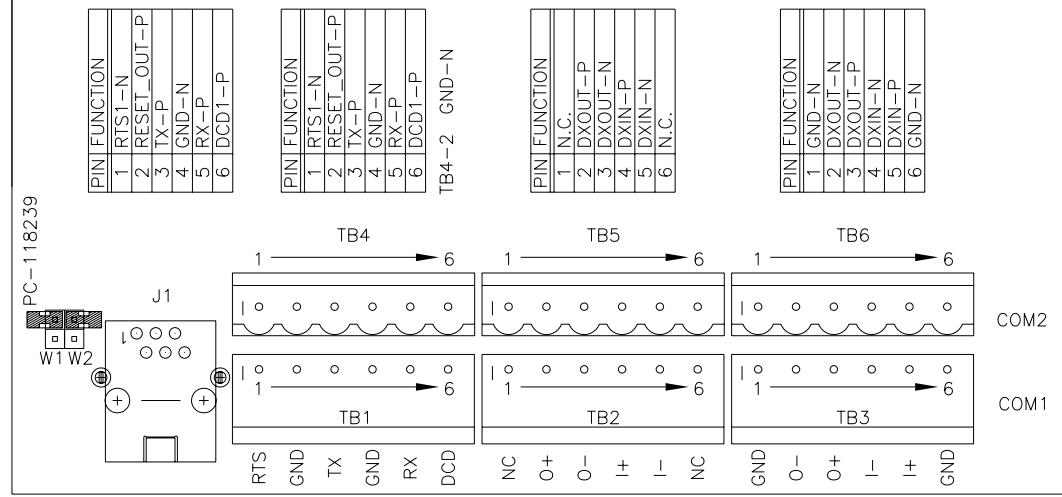 PIN FUNCTION
1 RTS1-N
2 RESET_OUT-P
3 TX-P
4 GND-N
5 RX-P
6 DCD1-P
PIN FUNCTION
1 RTS1-N
2 RESET_OUT-P
3 TX-P
4 GND-N
5 RX-P
6 DCD1-P
TB4-2 GND-N
PIN FUNCTION
1 N.C.
2 DXOUT-P
3 DXOUT-N
4 DXIN-P
5 DXIN-N
6 N.C.
PIN FUNCTION
1 GND-N
2 DXOUT-N
3 DXOUT-P
4 DXIN-N
5 DXIN-P
6 GND-N
PC-118239
W1 W2
J1
1
TB4
1 6
TB5
1 6
TB6
1 6
COM2
1 6
TB1
1 6
TB2
1 6
TB3
COM1
RTS GND TX GND RX DCD
NC O+ O- I+ I- NC
GND O- O+ I- I+ GND